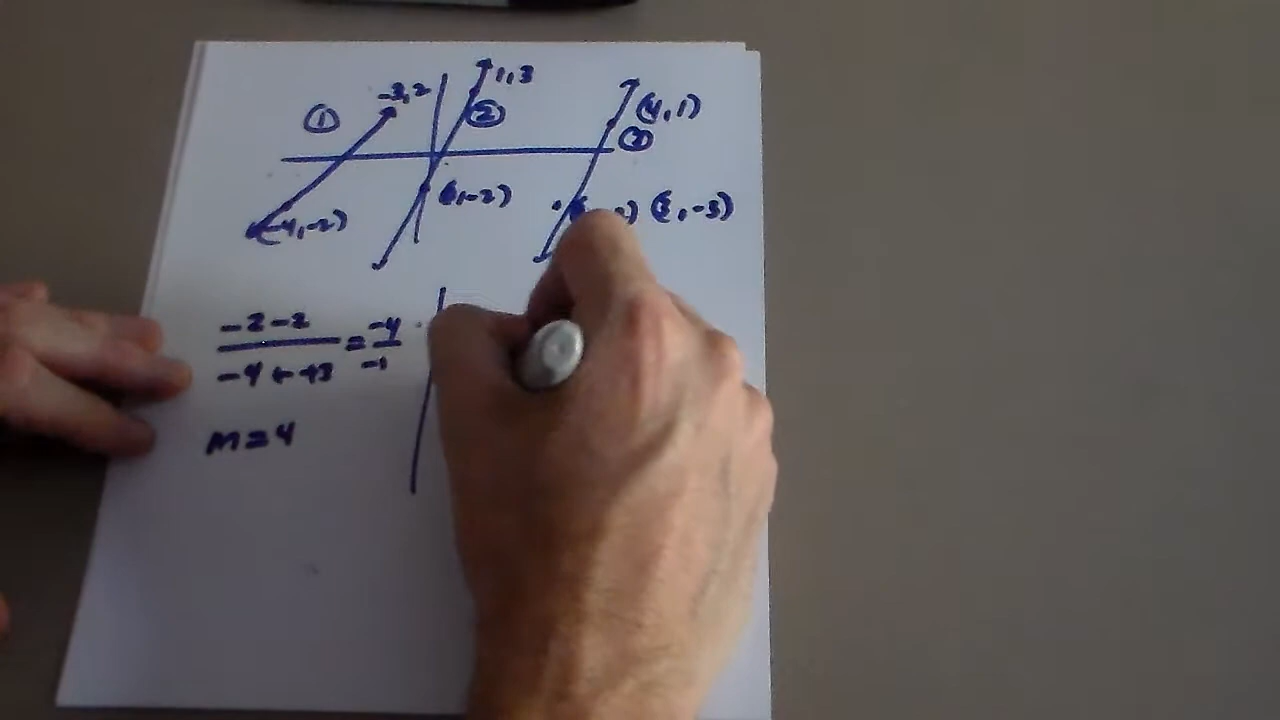 ① -3,2 1,3 ② (4,1)
③
(-4,-2) (0,-2) (3,-3)
-2-2 / -4++3 = -4 / -1
m=4